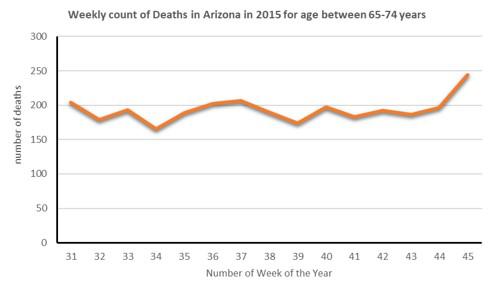 Weekly count of Deaths in Arizona in 2015 for age between 65-74 years
300
250
200
150
100
50
0
number of deaths
31 32 33 34 35 36 37 38 39 40 41 42 43 44 45
Number of Week of the Year